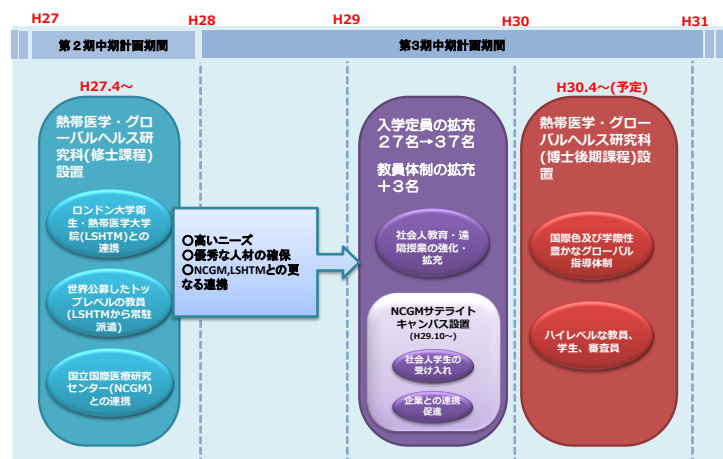 H27
H28
H29
H30
H31
第２期中期計画期間
第3期中期計画期間
H27.4～
熱帯医学・グロ
ーバルヘルス研
究科(修士課程)
設置
ロンドン大学衛
生・熱帯医学大学
院(LSHTM)との
連携
世界公募したトッ
プレベルの教員
(LSHTMから常駐
派遣)
国立国際医療研究
センター(NCGM)
との連携
〇高いニーズ
〇優秀な人材の確保
〇NCGM,LSHTMとの更
なる連携
入学定員の拡充
２７名→３７名
教員体制の拡充
＋３名
社会人教育・遠
隔授業の強化・
拡充
NCGMサテライト
キャンパス設置
(H29.10～)
社会人学生の
受け入れ
企業との連携
促進
H30.4～(予定)
熱帯医学・グロー
バルヘルス研究科
(博士後期課程)設
置
国際色及び学際性
豊かなグローバル
指導体制
ハイレベルな教員、
学生、審査員